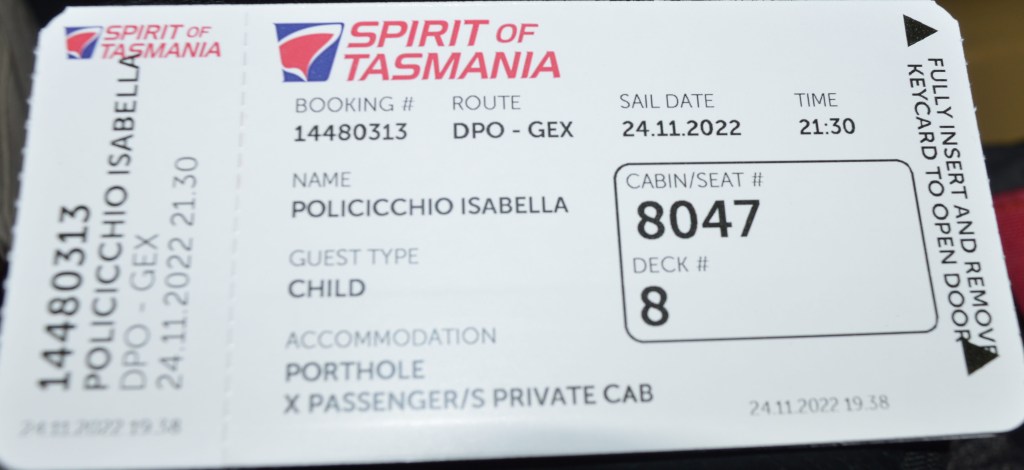 SPIRIT OF
TASMANIA
14480313
POLICICCHIO ISABELLA
DPO - GEX
24.11.2022 21.30
24.11.2022 19.38
SPIRIT OF
TASMANIA
BOOKING # ROUTE SAIL DATE TIME
14480313 DPO - GEX 24.11.2022 21:30
NAME
POLICICCHIO ISABELLA
GUEST TYPE
CHILD
ACCOMMODATION
PORTHOLE
X PASSENGER/S PRIVATE CAB
CABIN/SEAT #
8047
DECK #
8
24.11.2022 19.38
FULLY INSERT AND REMOVE
KEYCARD TO OPEN DOOR